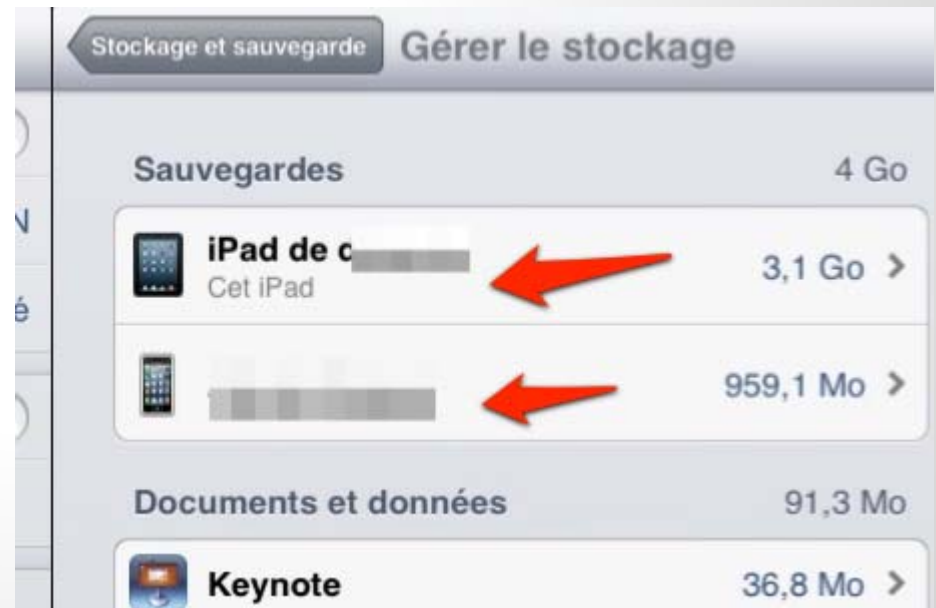 Stockage et sauvegarde Gérer le stockage
Sauvegardes 4 Go
N
iPad de
Cet iPad 3,1 Go
é
959,1 Mo
Documents et données 91,3 Mo
Keynote 36,8 Mo